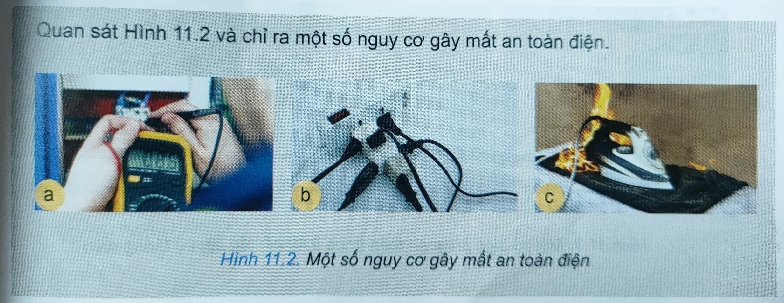 Quan sát Hình 11.2 và chỉ ra một số nguy cơ gây mất an toàn điện.
a
b
c
Hình 11.2. Một số nguy cơ gây mất an toàn điện